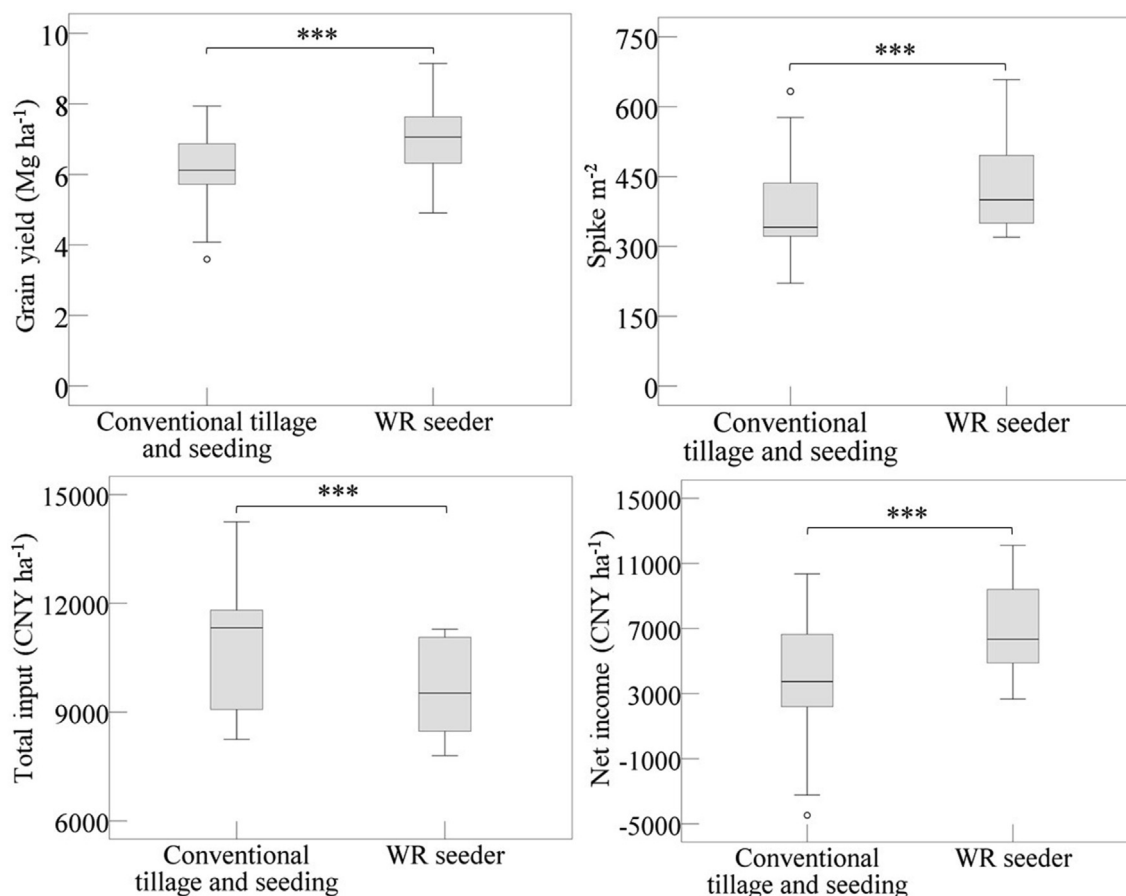 Grain yield (Mg ha⁻¹)
10
8
6
4
2
0
***
Conventional tillage
and seeding
WR seeder
Spike m⁻²
750
600
450
300
150
0
***
Conventional
tillage and seeding
WR seeder
Total input (CNY ha⁻¹)
15000
12000
9000
6000
***
Conventional
tillage and seeding
WR seeder
Net income (CNY ha⁻¹)
15000
11000
7000
3000
-1000
-5000
***
Conventional
tillage and seeding
WR seeder